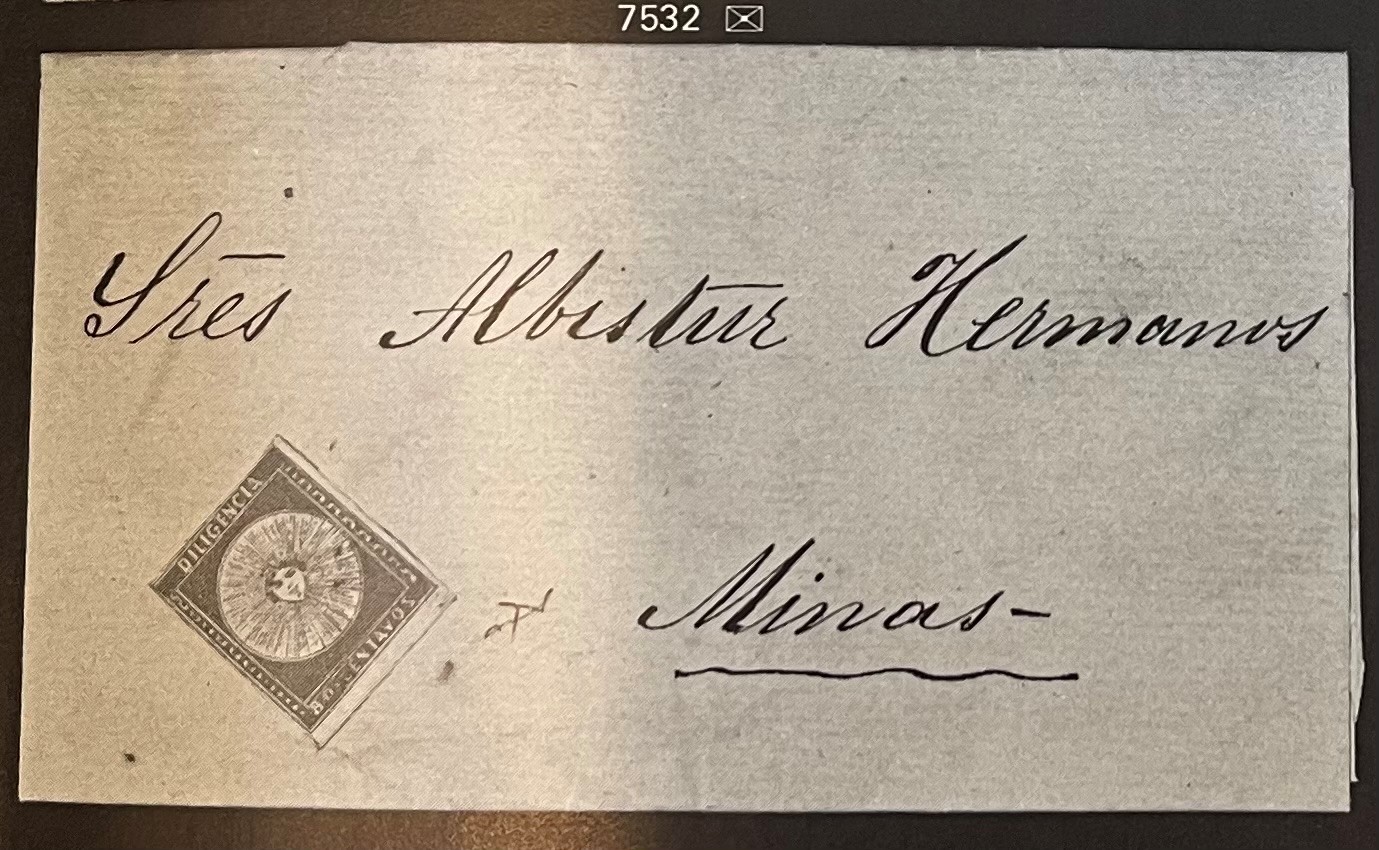 7532
Sres Albistur Hermanos
DILIGENCIA
CENTAVOS
Minas-